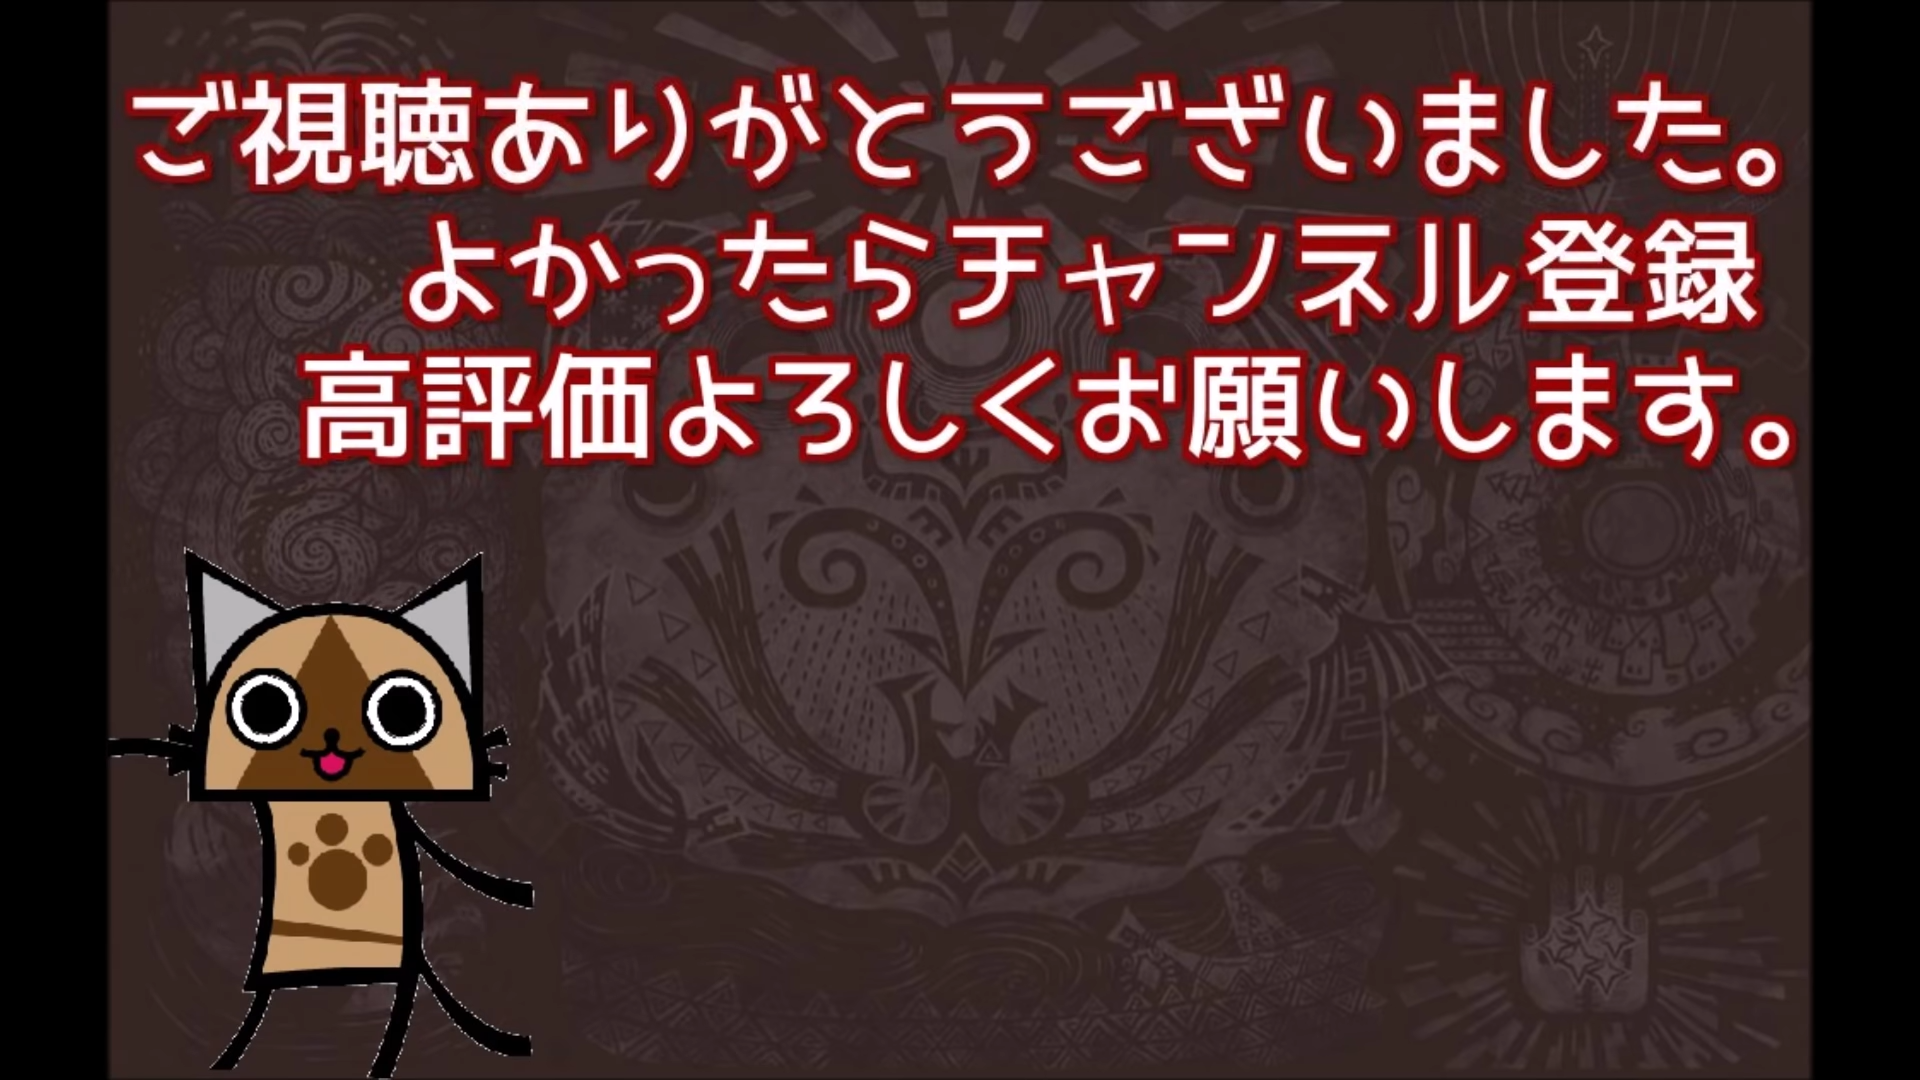 ご視聴ありがとうございました。
よかったらチャンネル登録
高評価よろしくお願いします。